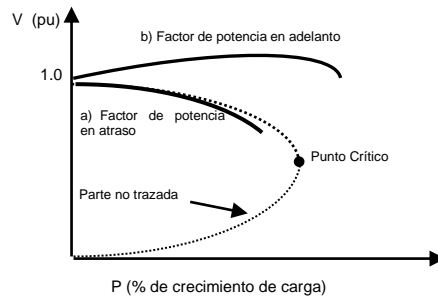 V (pu)
b) Factor de potencia en adelanto
1.0
a) Factor de potencia
en atraso
Punto Crítico
Parte no trazada
P (% de crecimiento de carga)